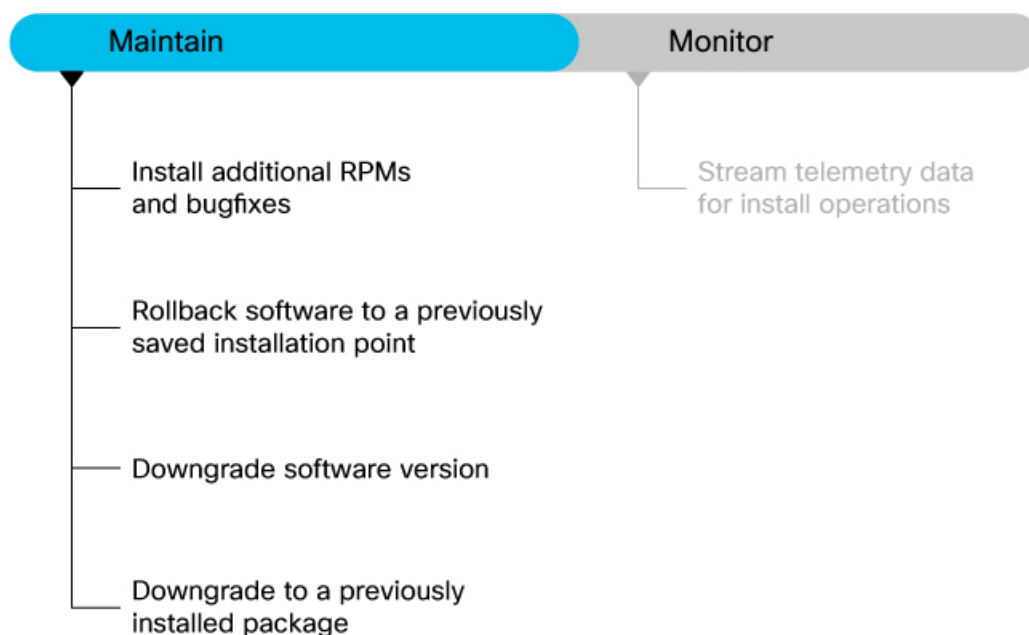 Maintain
Monitor
Install additional RPMs
and bugfixes
Stream telemetry data
for install operations
Rollback software to a previously
saved installation point
Downgrade software version
Downgrade to a previously
installed package